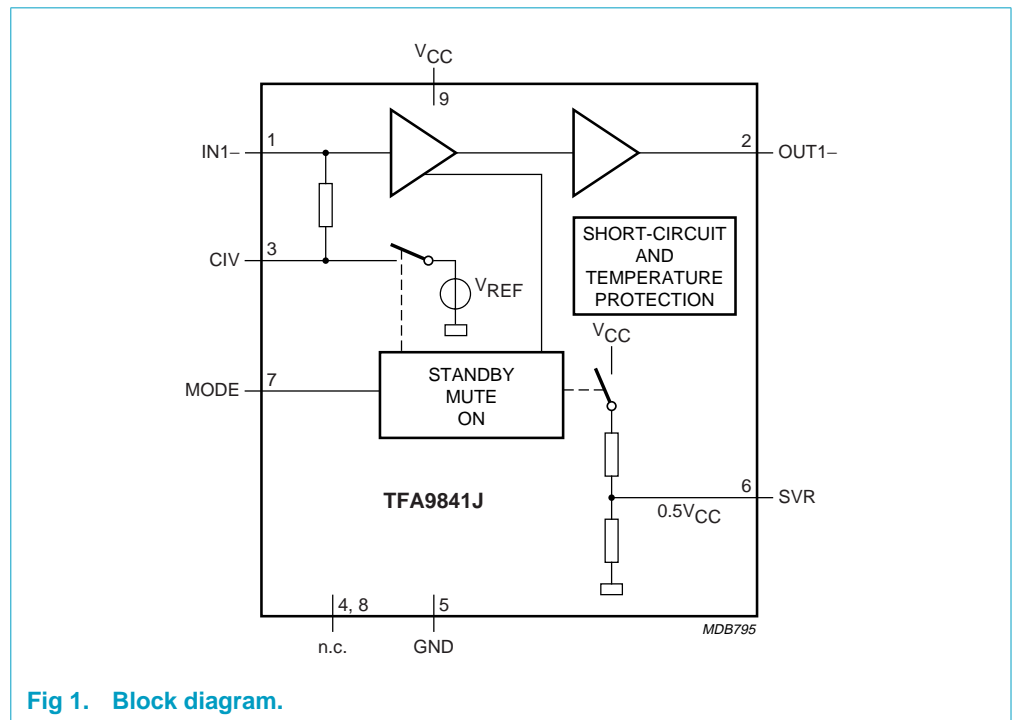 VCC
9
IN1−
1
2
OUT1−
SHORT-CIRCUIT
AND
TEMPERATURE
PROTECTION
CIV
3
VREF
VCC
MODE
7
STANDBY
MUTE
ON
TFA9841J
6
SVR
0.5VCC
4, 8
5
n.c.
GND
MDB795
Fig 1. Block diagram.